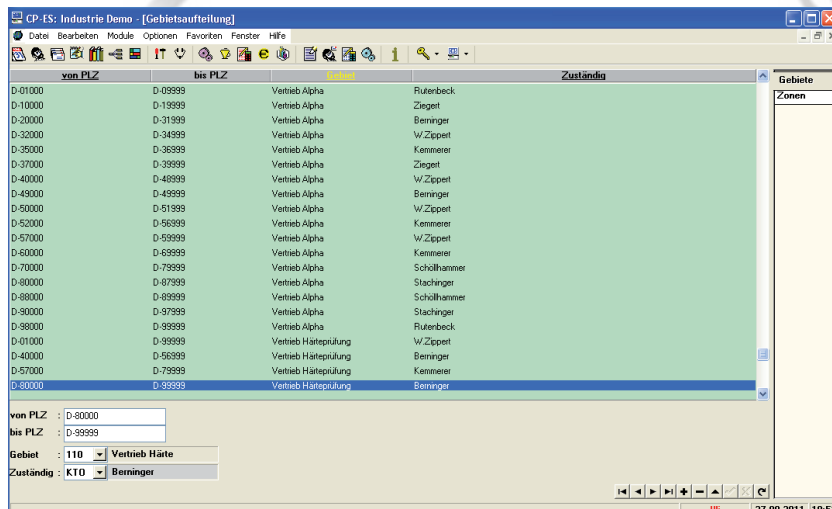 CP-ES: Industrie Demo - [Gebietsaufteilung]
Datei Bearbeiten Module Optionen Favoriten Fenster Hilfe
von PLZ bis PLZ Gebiet Zuständig
Gebiete
Zonen
D-01000 D-09999 Vertrieb Alpha Rutenbeck
D-10000 D-19999 Vertrieb Alpha Ziegert
D-20000 D-31999 Vertrieb Alpha Berninger
D-32000 D-34999 Vertrieb Alpha W.Zippert
D-35000 D-36999 Vertrieb Alpha Kemmerer
D-37000 D-39999 Vertrieb Alpha Ziegert
D-40000 D-48999 Vertrieb Alpha W.Zippert
D-49000 D-49999 Vertrieb Alpha Berninger
D-50000 D-51999 Vertrieb Alpha W.Zippert
D-52000 D-56999 Vertrieb Alpha Kemmerer
D-57000 D-59999 Vertrieb Alpha W.Zippert
D-60000 D-69999 Vertrieb Alpha Kemmerer
D-70000 D-79999 Vertrieb Alpha Schöllhammer
D-80000 D-87999 Vertrieb Alpha Stachinger
D-88000 D-89999 Vertrieb Alpha Schöllhammer
D-90000 D-97999 Vertrieb Alpha Stachinger
D-98000 D-99999 Vertrieb Alpha Rutenbeck
D-01000 D-99999 Vertrieb Härteprüfung W.Zippert
D-40000 D-56999 Vertrieb Härteprüfung Berninger
D-57000 D-79999 Vertrieb Härteprüfung Kemmerer
D-80000 D-99999 Vertrieb Härteprüfung Berninger
von PLZ : D-80000
bis PLZ : D-99999
Gebiet : 110 Vertrieb Härte
Zuständig : KTO Berninger